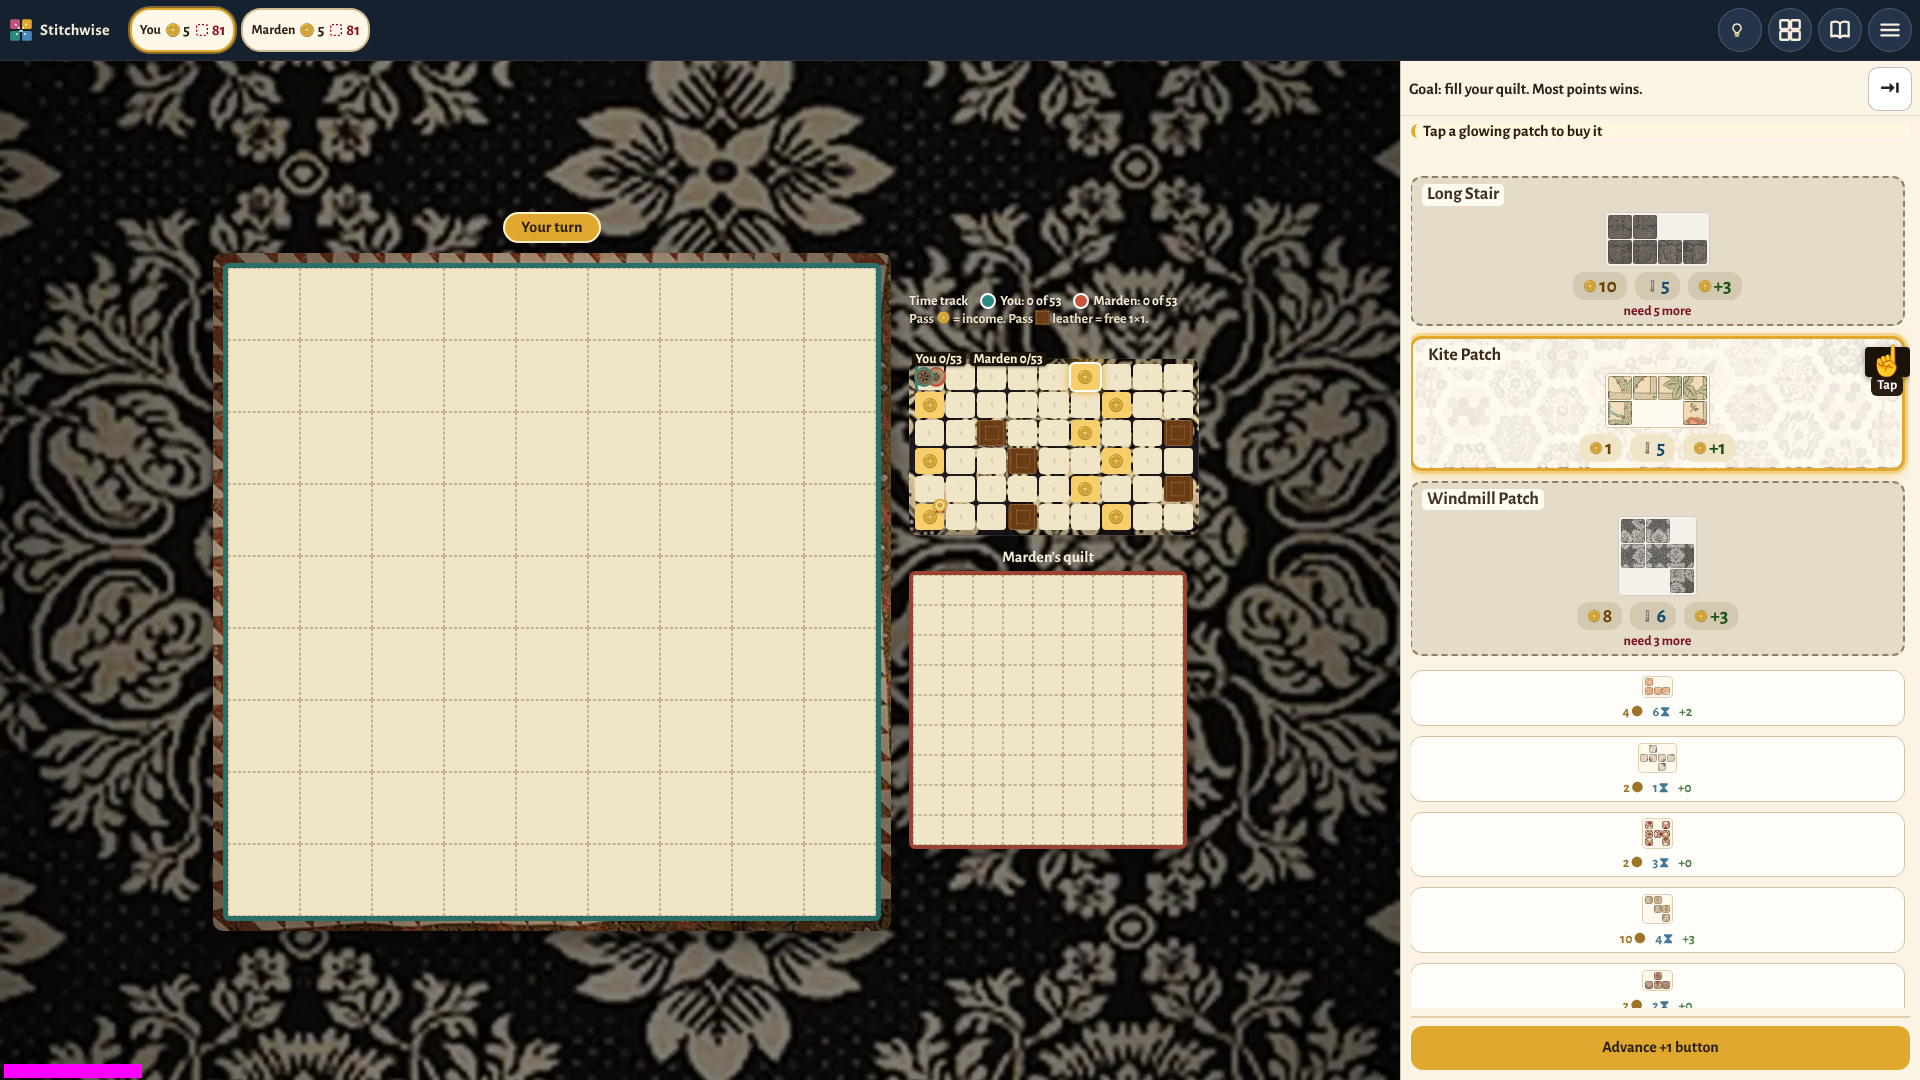 Stitchwise
You 5 81
Marden 5 81
Goal: fill your quilt. Most points wins.
Tap a glowing patch to buy it
Long Stair
10 5 +3
need 5 more
Kite Patch
Tap
1 5 +1
Windmill Patch
8 6 +3
need 3 more
4 6 +2
2 1 +0
2 3 +0
10 4 +3
2 2 +0
Advance +1 button
Your turn
Time track You: 0 of 53 Marden: 0 of 53
Pass = income. Pass leather = free 1×1.
You 0/53 Marden 0/53
Marden's quilt